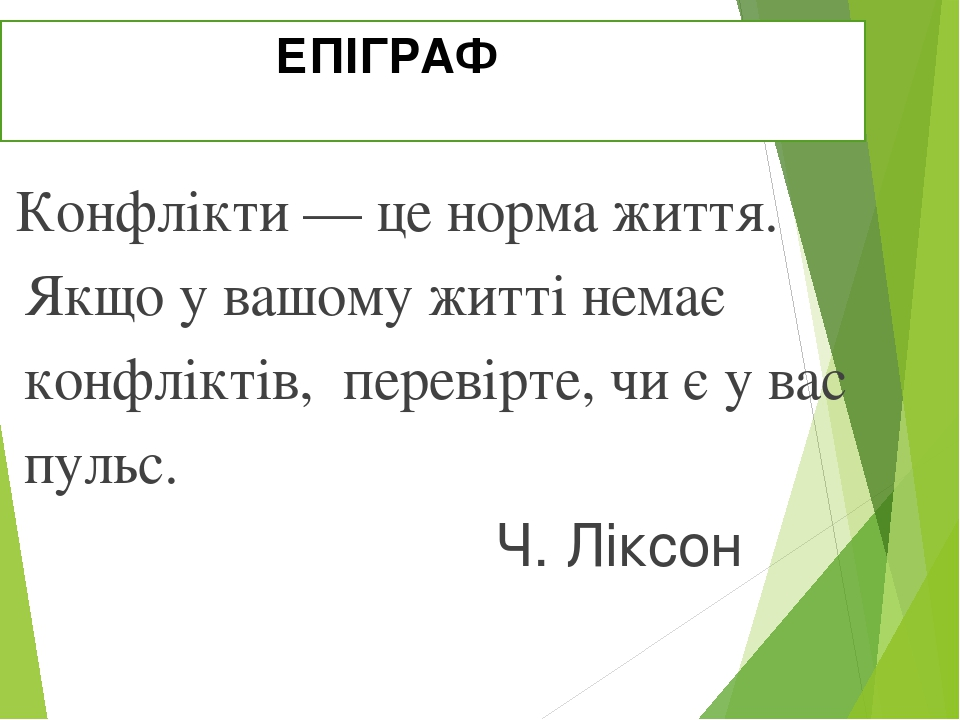 ЕПІГРАФ
Конфлікти — це норма життя.
Якщо у вашому житті немає
конфліктів, перевірте, чи є у вас
пульс.
Ч. Ліксон